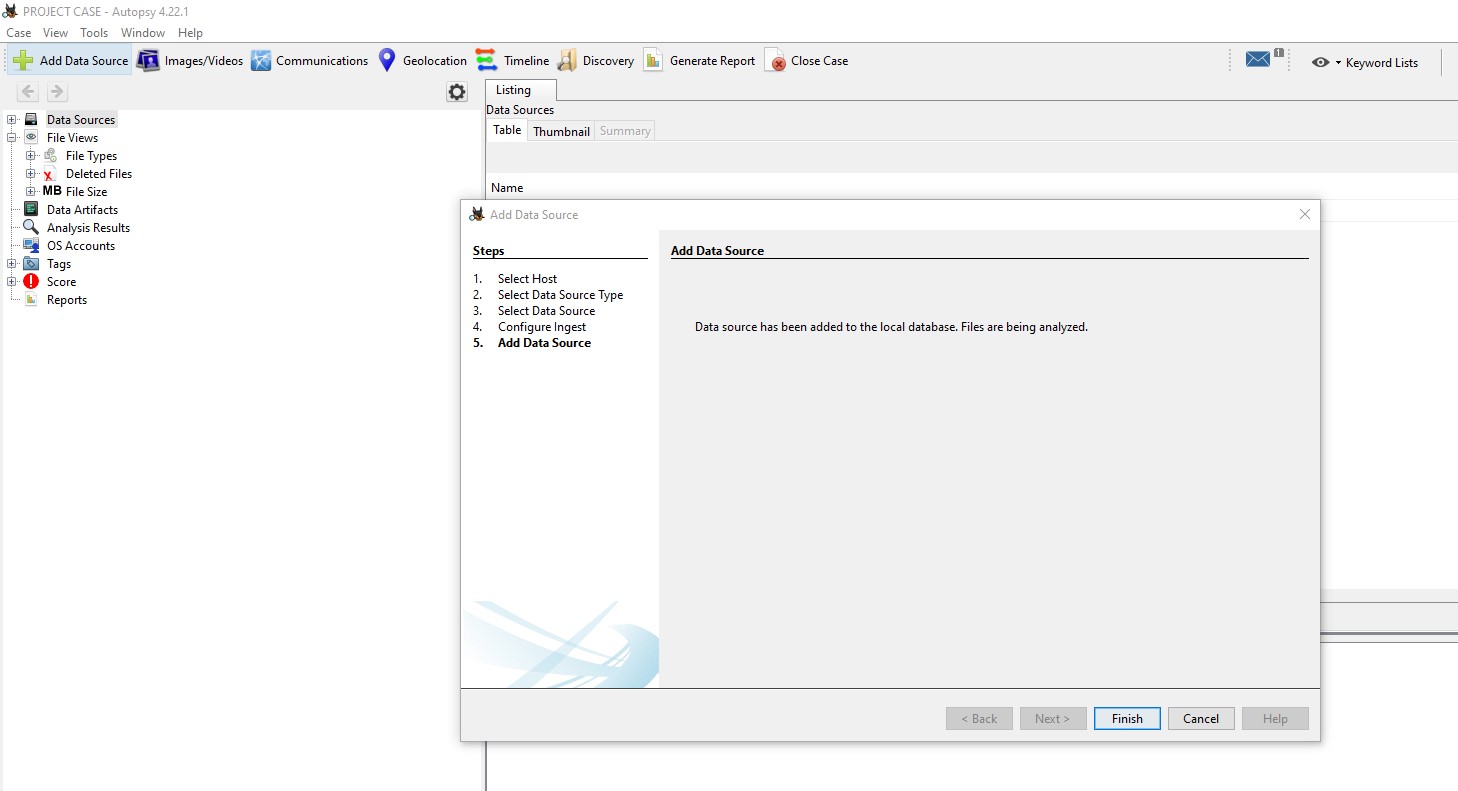 PROJECT CASE - Autopsy 4.22.1
Case View Tools Window Help
Add Data Source Images/Videos Communications Geolocation Timeline Discovery Generate Report Close Case 1 Keyword Lists
Listing
Data Sources
Table Thumbnail Summary
Name
Data Sources
File Views
File Types
Deleted Files
MB File Size
Data Artifacts
Analysis Results
OS Accounts
Tags
Score
Reports
Add Data Source
Steps
1. Select Host
2. Select Data Source Type
3. Select Data Source
4. Configure Ingest
5. Add Data Source
Add Data Source
Data source has been added to the local database. Files are being analyzed.
< Back Next > Finish Cancel Help